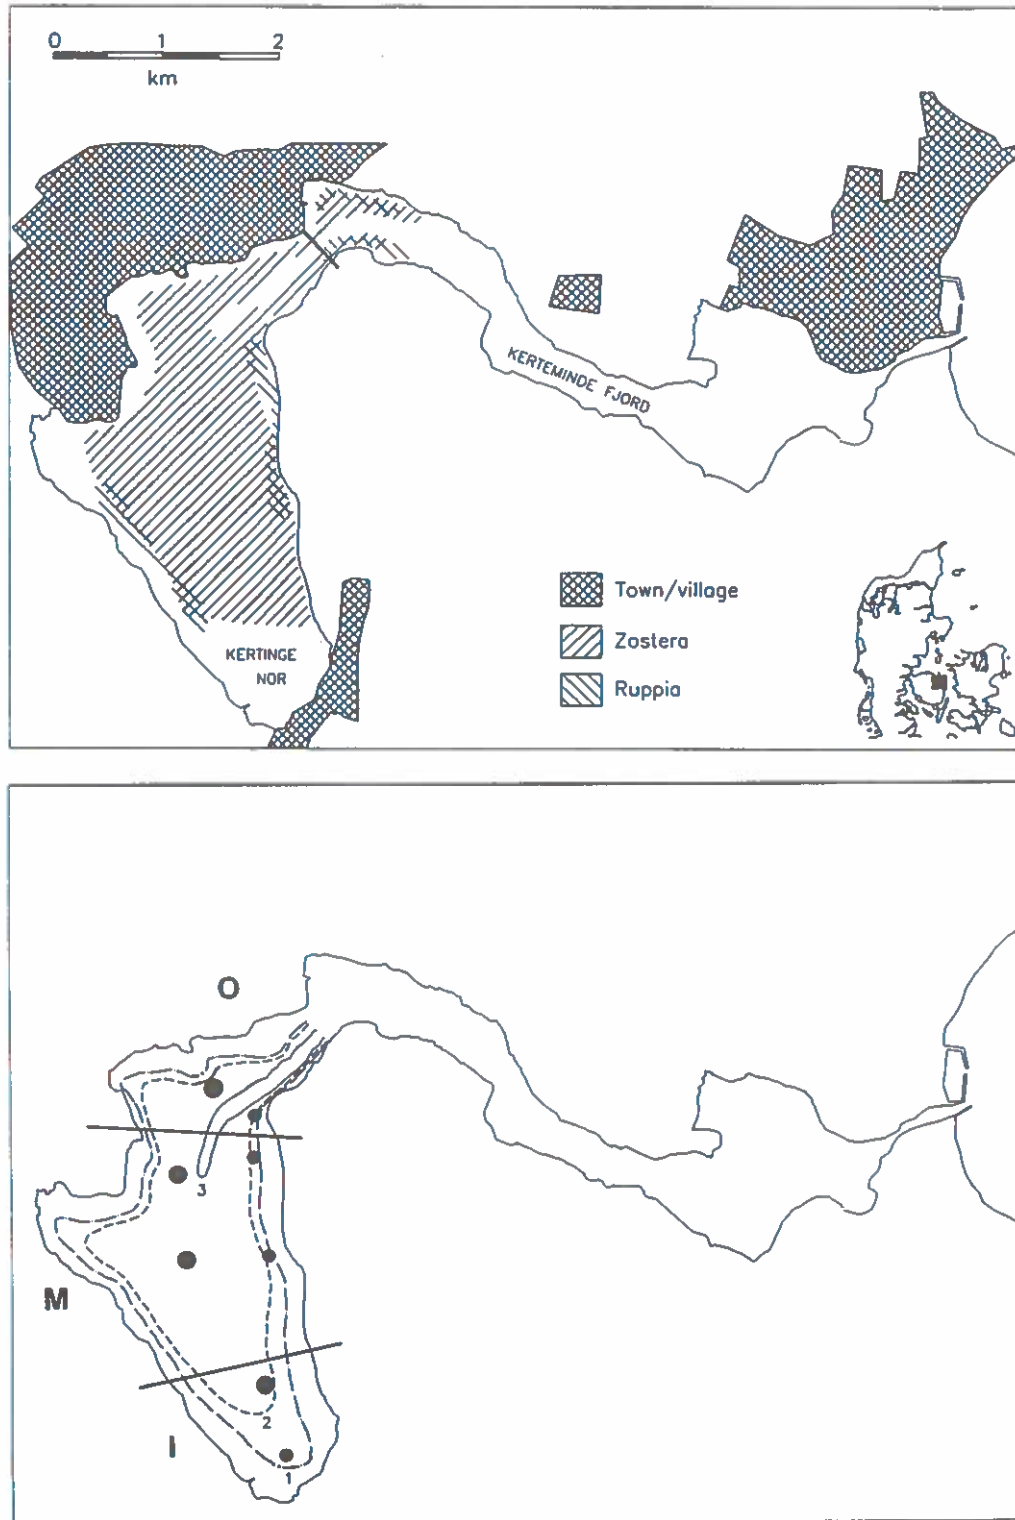 0 1 2
km
KERTEMINDE FJORD
Town/village
Zostera
Ruppia
KERTINGE
NOR
O
3
M
2
I
1